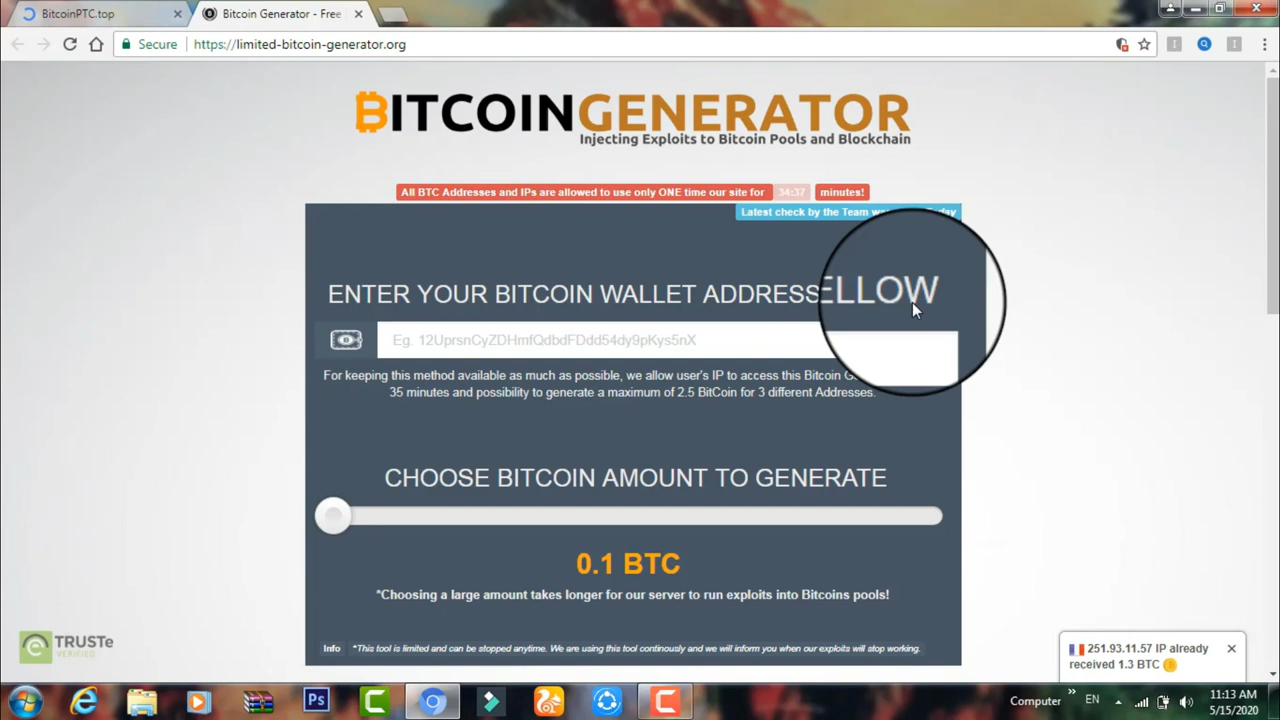 BitcoinPTC.top
Bitcoin Generator - Free
Secure
https://limited-bitcoin-generator.org
BITCOINGENERATOR
Injecting Exploits to Bitcoin Pools and Blockchain
All BTC Addresses and IPs are allowed to use only ONE time our site for 34:37 minutes!
Latest check by the Team
ENTER YOUR BITCOIN WALLET ADDRESS ELLOW
Eg. 12UprsnCyZDHmfQdbdFDdd54dy9pKys5nX
For keeping this method available as much as possible, we allow user's IP to access this Bitcoin
35 minutes and possibility to generate a maximum of 2.5 BitCoin for 3 different Addresses.
CHOOSE BITCOIN AMOUNT TO GENERATE
0.1 BTC
*Choosing a large amount takes longer for our server to run exploits into Bitcoins pools!
Info *This tool is limited and can be stopped anytime. We are using this tool continously and we will inform you when our exploits will stop working.
TRUSTe
VERIFIED
251.93.11.57 IP already
received 1.3 BTC
Ps
Computer
EN
11:13 AM
5/15/2020